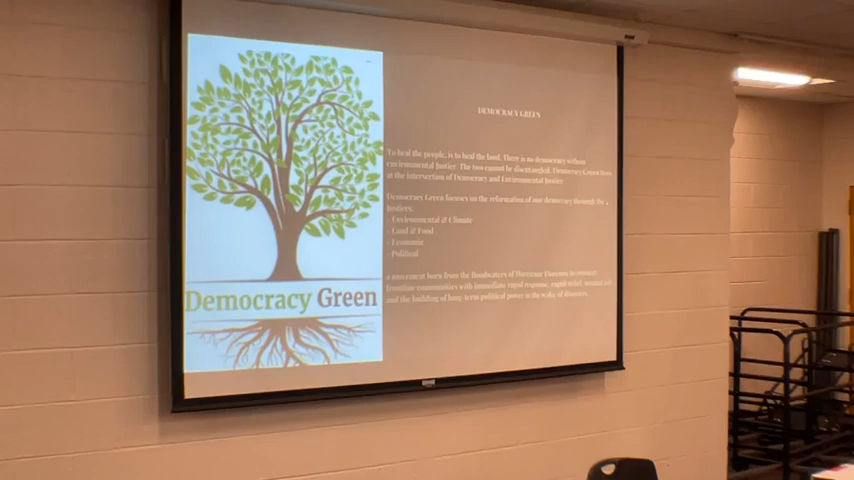 Democracy Green
DEMOCRACY GREEN
To heal the people, is to heal the land. There is no democracy without
environmental Justice. The two cannot be disentangled. Democracy Green lives
at the intersection of Democracy and Environmental Justice
Democracy Green focuses on the reformation of our democracy through the 4
Justices:
- Environmental & Climate
- Land & Food
- Economic
- Political
a movement born from the floodwaters of Hurricane Florence to connect
frontline communities with immediate rapid response, rapid relief, mutual aid
and the building of long-term political power in the wake of disasters.